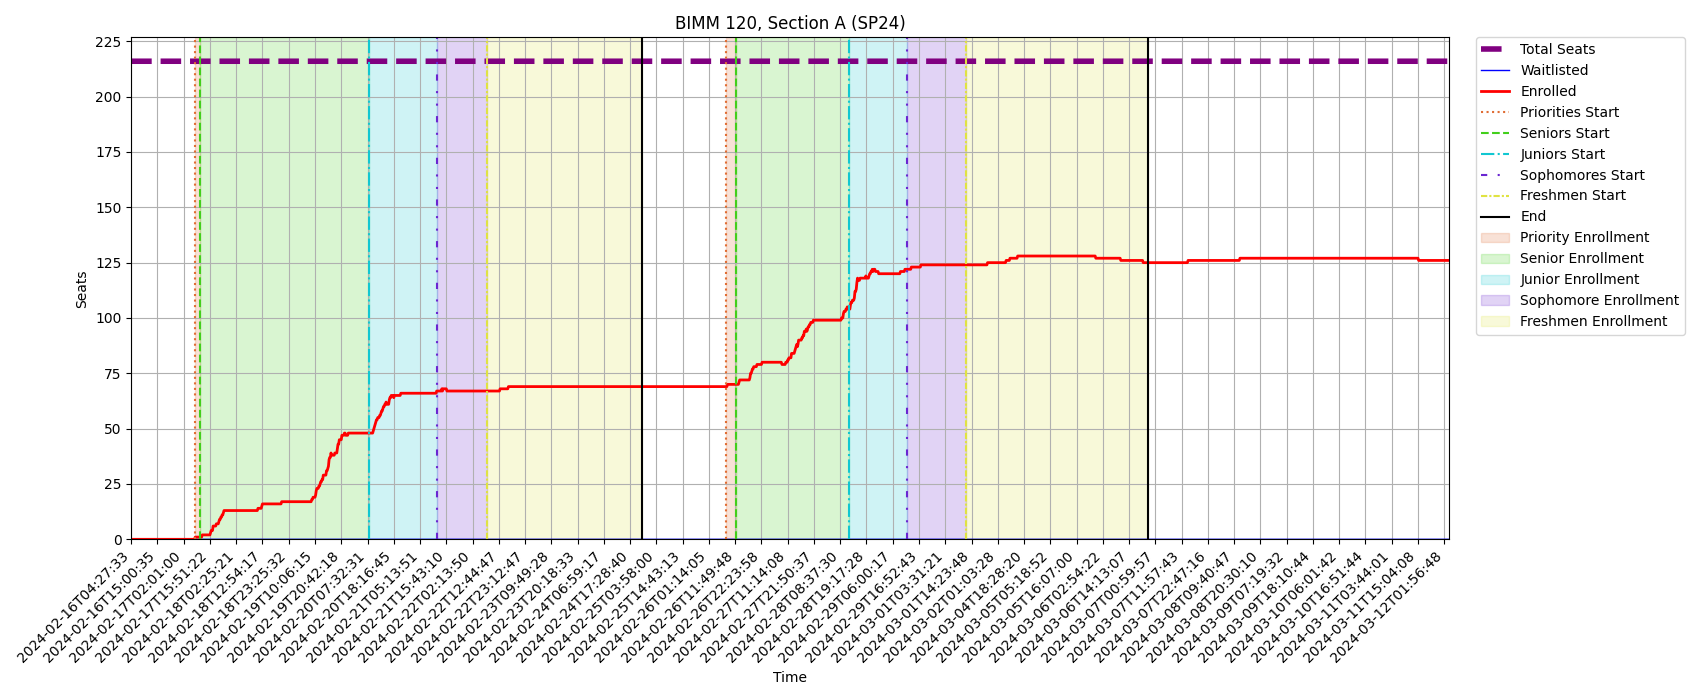 BIMM 120, Section A (SP24)
Seats
225
200
175
150
125
100
75
50
25
0
2024-02-16T04:27:33
2024-02-16T15:00:35
2024-02-17T02:01:00
2024-02-17T15:51:22
2024-02-18T02:25:21
2024-02-18T12:54:17
2024-02-18T23:25:32
2024-02-19T10:06:15
2024-02-19T20:42:18
2024-02-20T07:32:31
2024-02-20T18:16:45
2024-02-21T05:13:51
2024-02-21T15:43:10
2024-02-22T02:13:50
2024-02-22T12:44:47
2024-02-22T23:12:47
2024-02-23T09:49:28
2024-02-23T20:18:33
2024-02-24T06:59:17
2024-02-24T17:28:40
2024-02-25T03:58:00
2024-02-25T14:43:13
2024-02-26T01:14:05
2024-02-26T11:49:48
2024-02-26T22:23:58
2024-02-27T11:14:08
2024-02-27T21:50:37
2024-02-28T08:37:30
2024-02-28T19:17:28
2024-02-29T06:00:17
2024-02-29T16:52:43
2024-03-01T03:31:21
2024-03-01T14:23:48
2024-03-02T01:03:28
2024-03-04T18:28:20
2024-03-05T05:18:52
2024-03-05T16:07:00
2024-03-06T02:54:22
2024-03-06T14:13:07
2024-03-07T00:59:57
2024-03-07T11:57:43
2024-03-07T22:47:16
2024-03-08T09:40:47
2024-03-08T20:30:10
2024-03-09T07:19:32
2024-03-09T18:10:44
2024-03-10T06:01:42
2024-03-10T16:51:44
2024-03-11T03:44:01
2024-03-11T15:04:08
2024-03-12T01:56:48
Time
Total Seats
Waitlisted
Enrolled
Priorities Start
Seniors Start
Juniors Start
Sophomores Start
Freshmen Start
End
Priority Enrollment
Senior Enrollment
Junior Enrollment
Sophomore Enrollment
Freshmen Enrollment